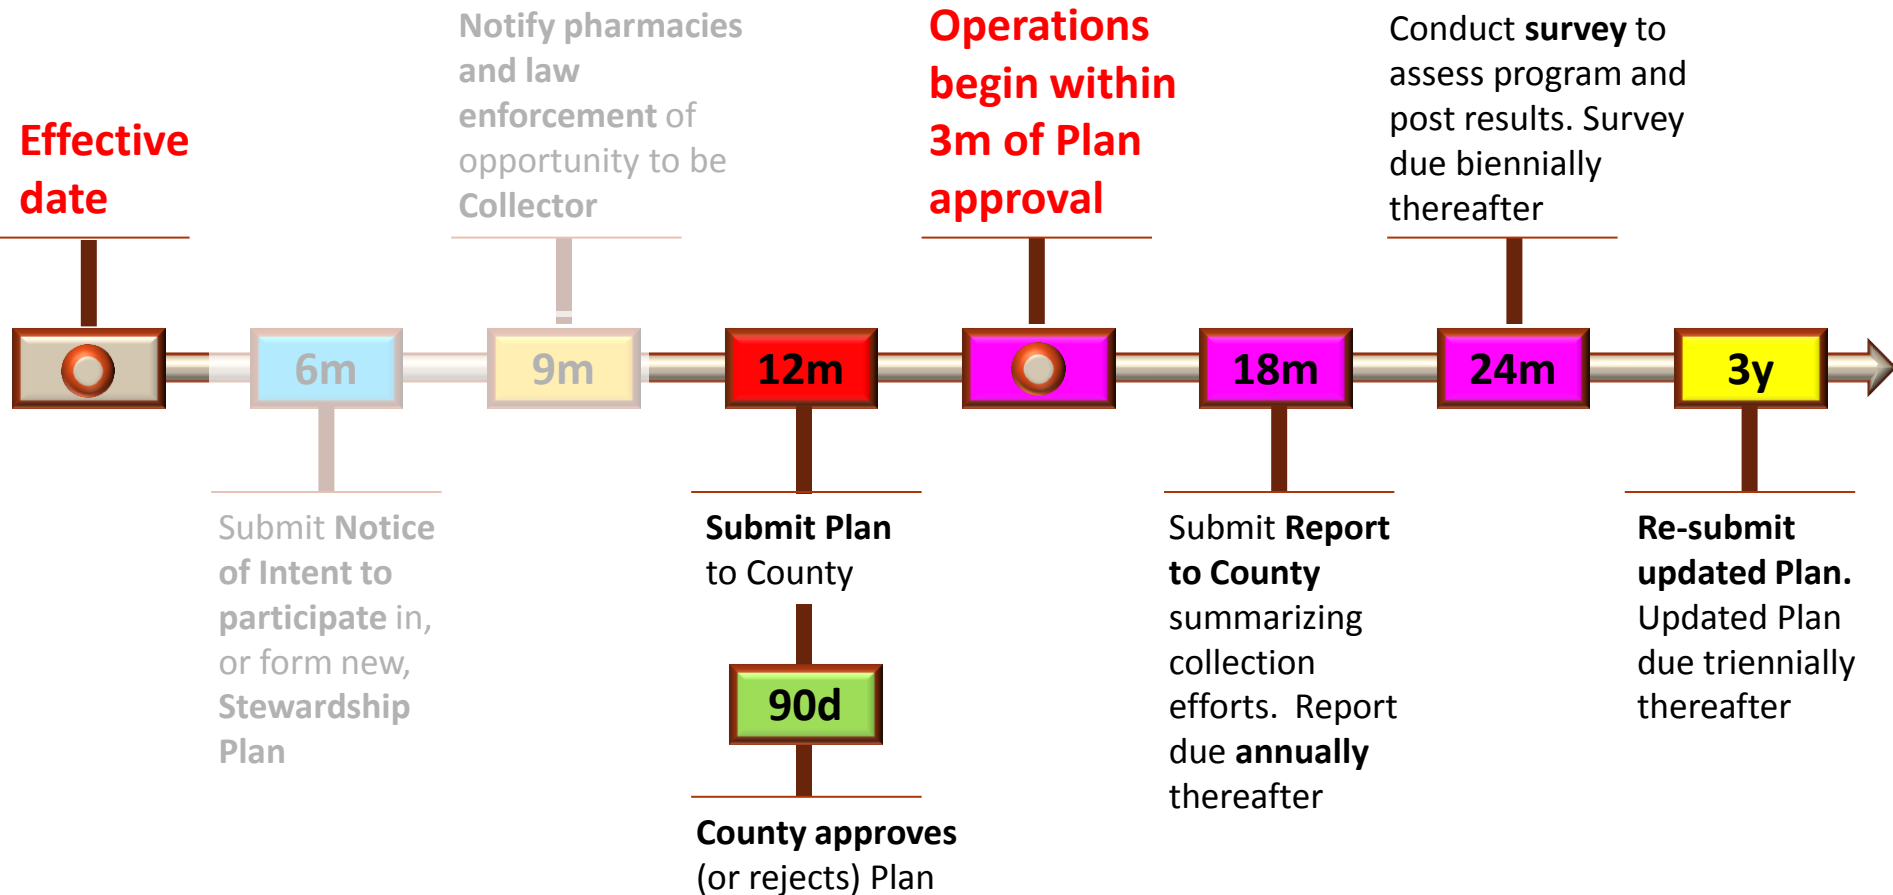 Effective
date
6m
Submit Notice
of Intent to
participate in,
or form new,
Stewardship
Plan
Notify pharmacies
and law
enforcement of
opportunity to be
Collector
9m
12m
Submit Plan
to County
90d
County approves
(or rejects) Plan
Operations
begin within
3m of Plan
approval
18m
Submit Report
to County
summarizing
collection
efforts.  Report
due annually
thereafter
Conduct survey to
assess program and
post results. Survey
due biennially
thereafter
24m
3y
Re-submit
updated Plan.
Updated Plan
due triennially
thereafter